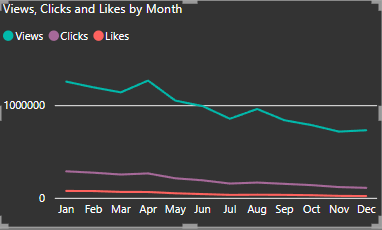 Views, Clicks and Likes by Month
Views Clicks Likes
1000000
0
Jan Feb Mar Apr May Jun Jul Aug Sep Oct Nov Dec